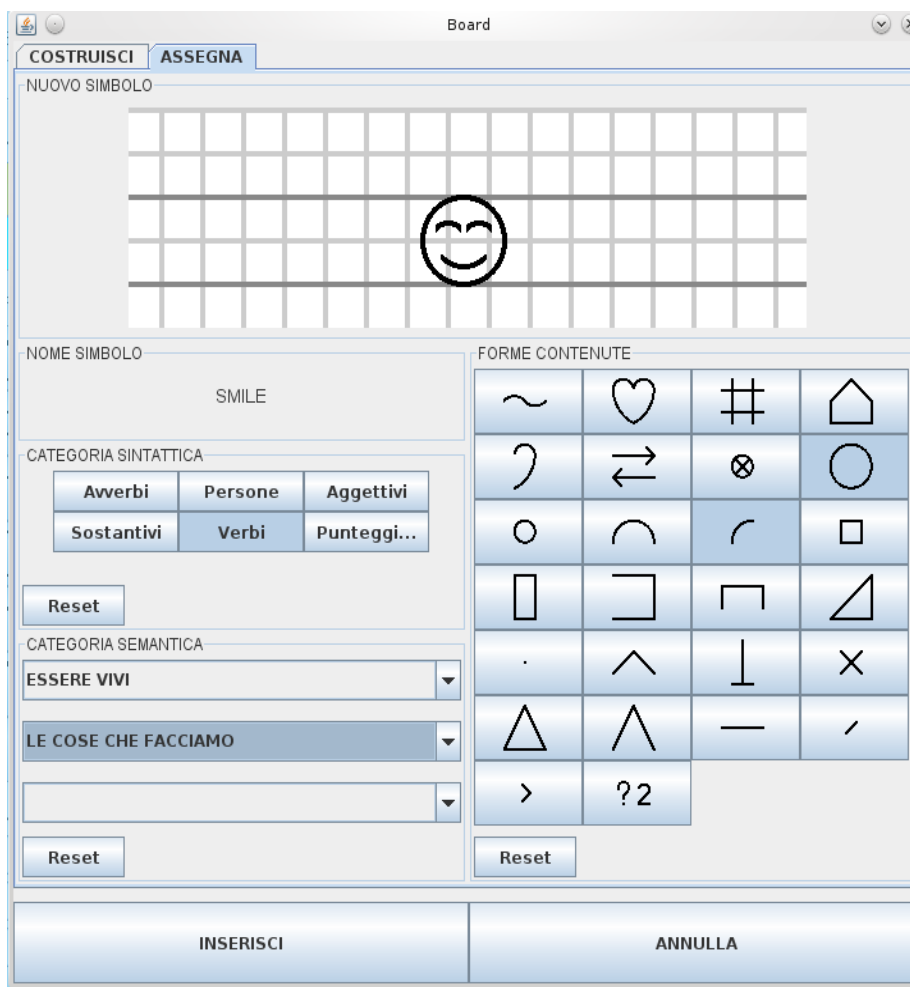 Board
COSTRUISCI ASSEGNA
NUOVO SIMBOLO
NOME SIMBOLO
SMILE
CATEGORIA SINTATTICA
Avverbi Persone Aggettivi
Sostantivi Verbi Punteggi...
Reset
CATEGORIA SEMANTICA
ESSERE VIVI
LE COSE CHE FACCIAMO
Reset
FORME CONTENUTE
?2
Reset
INSERISCI ANNULLA